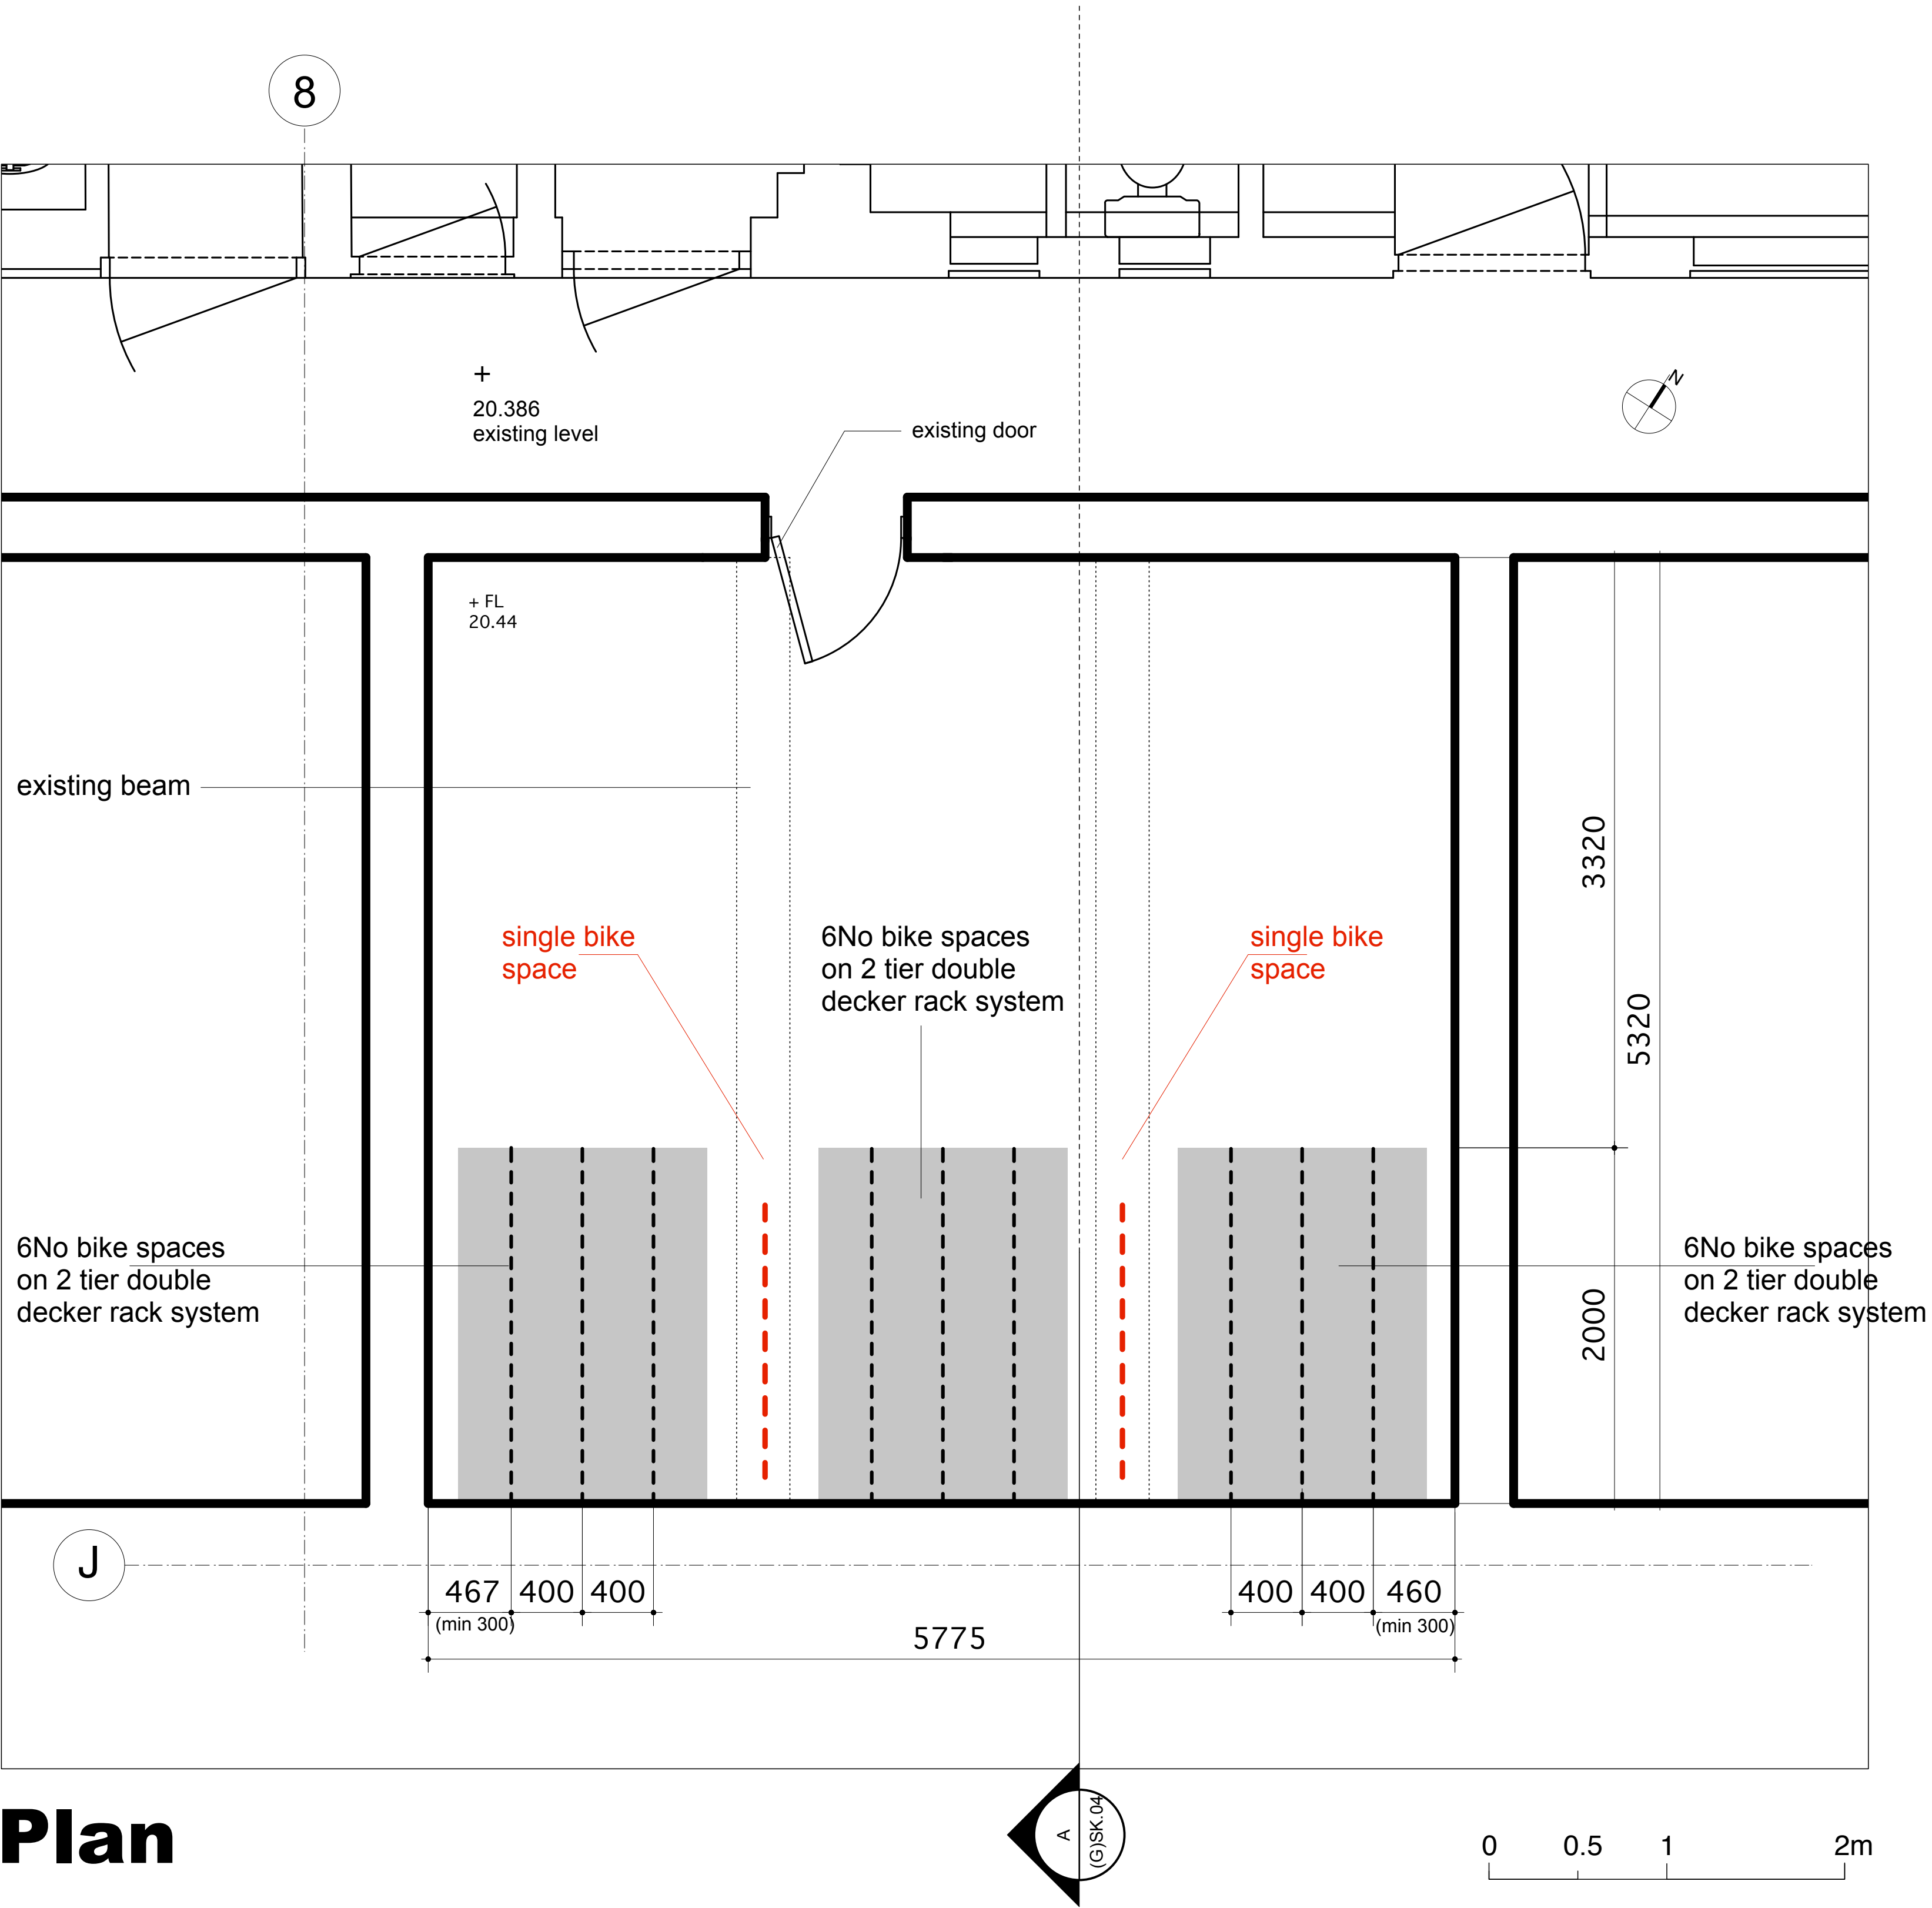 8
+
20.386
existing level
N
existing door
+ FL
20.44
existing beam
3320
5320
2000
single bike
space
6No bike spaces
on 2 tier double
decker rack system
single bike
space
6No bike spaces
on 2 tier double
decker rack system
6No bike spaces
on 2 tier double
decker rack system
J
467 400 400
(min 300)
400 400 460
(min 300)
5775
Plan
A
(G)SK.04
0 0.5 1 2m